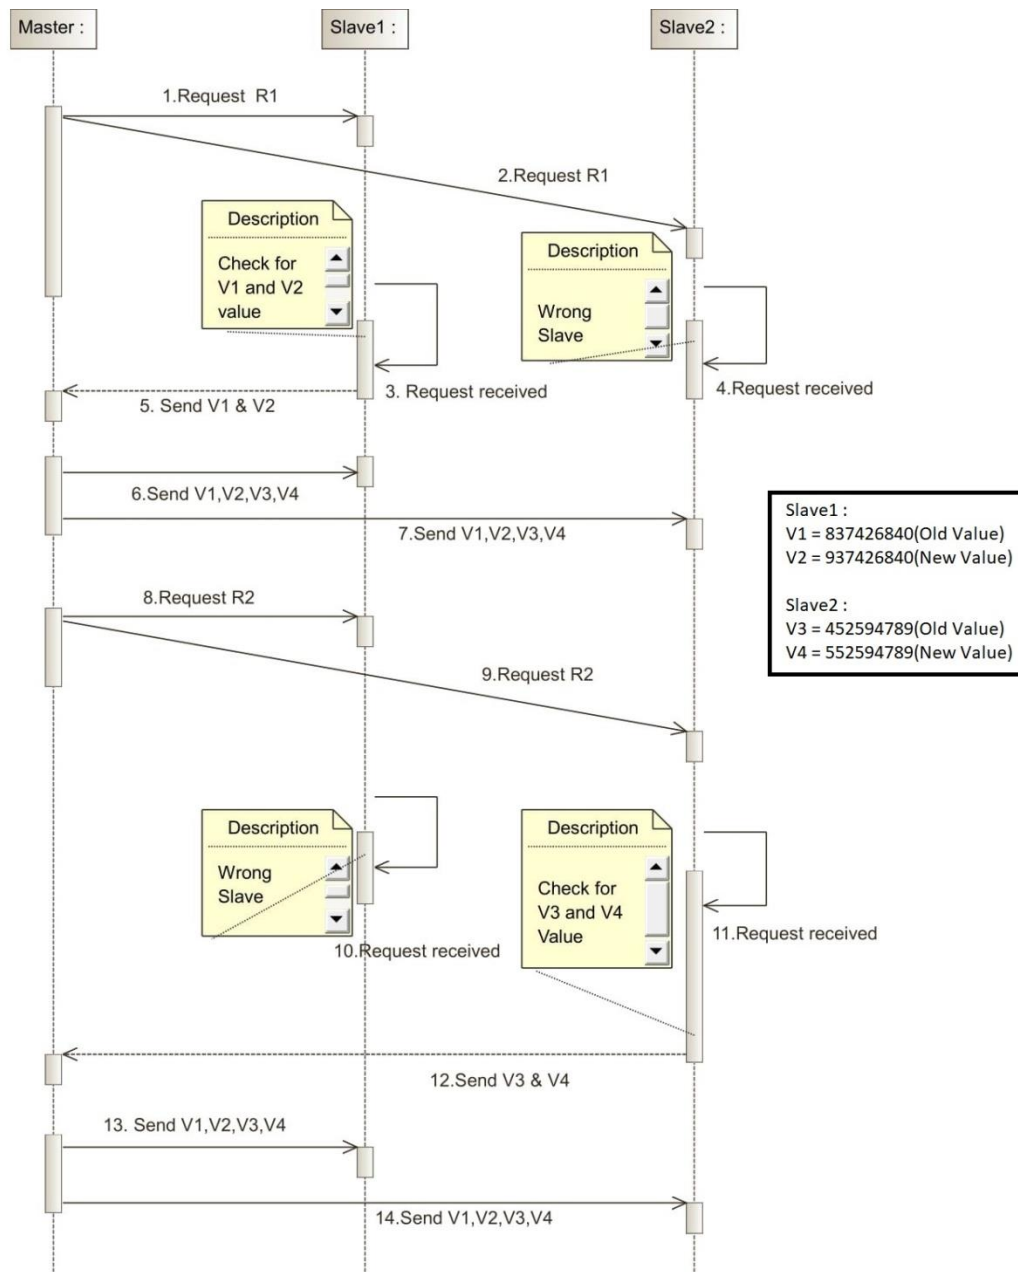 Master :
Slave1 :
Slave2 :
1.Request R1
2.Request R1
Description
Check for
V1 and V2
value
Description
Wrong
Slave
3. Request received
4.Request received
5. Send V1 & V2
6.Send V1,V2,V3,V4
7.Send V1,V2,V3,V4
Slave1 :
V1 = 837426840(Old Value)
V2 = 937426840(New Value)
Slave2 :
V3 = 452594789(Old Value)
V4 = 552594789(New Value)
8.Request R2
9.Request R2
Description
Wrong
Slave
Description
Check for
V3 and V4
Value
10.Request received
11.Request received
12.Send V3 & V4
13. Send V1,V2,V3,V4
14.Send V1,V2,V3,V4